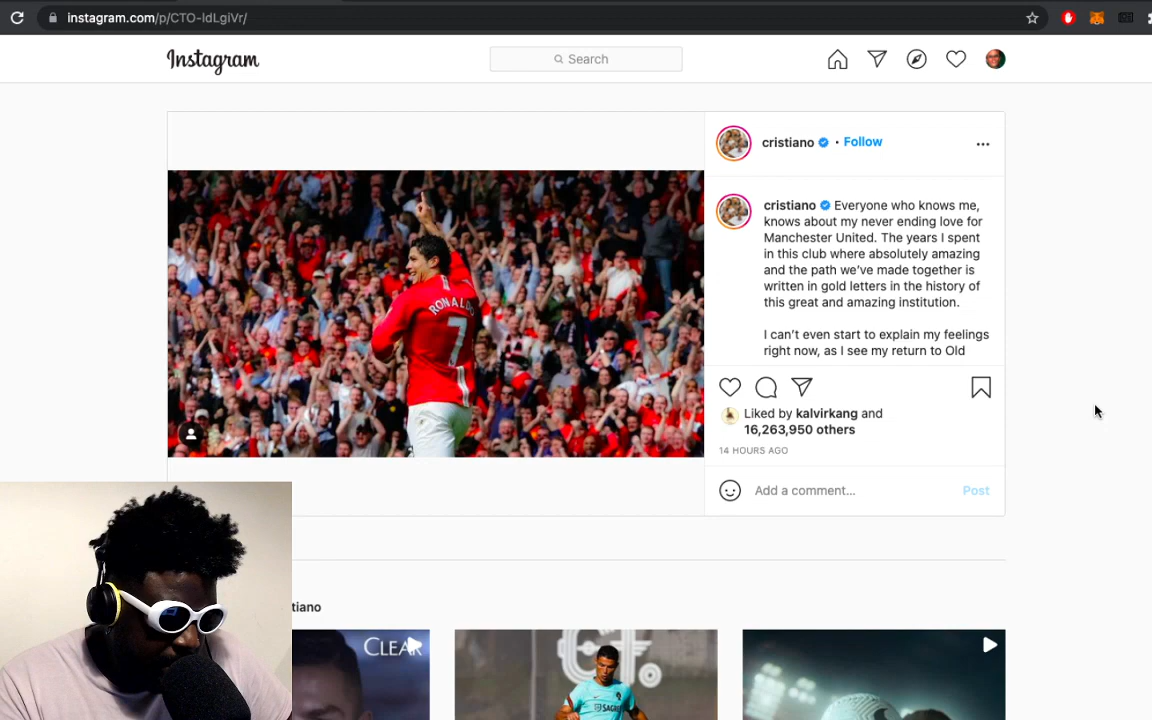 instagram.com/p/CTO-IdLgiVr/
Instagram
Search
cristiano • Follow
cristiano Everyone who knows me,
knows about my never ending love for
Manchester United. The years I spent
in this club where absolutely amazing
and the path we've made together is
written in gold letters in the history of
this great and amazing institution.
I can't even start to explain my feelings
right now, as I see my return to Old
RONALDO
7
Liked by kalvirkang and
16,263,950 others
14 HOURS AGO
Add a comment... Post
tiano
CLEAR